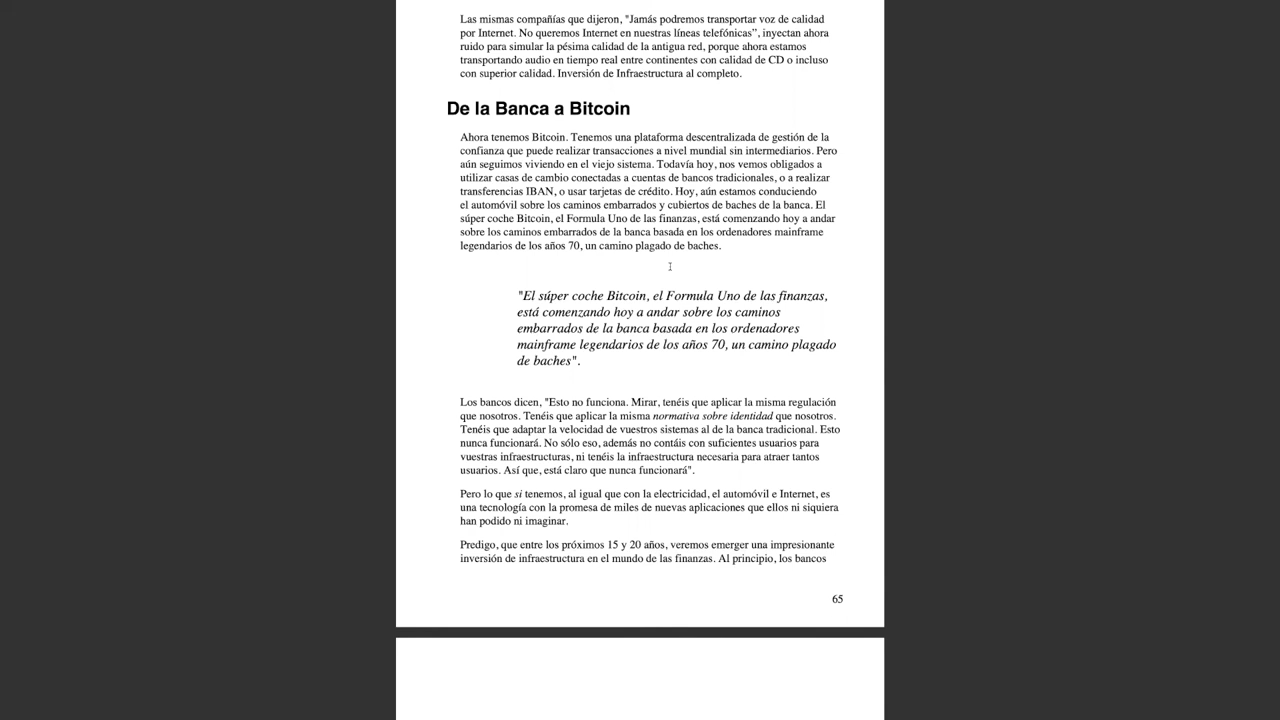 Las mismas compañías que dijeron, "Jamás podremos transportar voz de calidad
por Internet. No queremos Internet en nuestras líneas telefónicas”, inyectan ahora
ruido para simular la pésima calidad de la antigua red, porque ahora estamos
transportando audio en tiempo real entre continentes con calidad de CD o incluso
con superior calidad. Inversión de Infraestructura al completo.
De la Banca a Bitcoin
Ahora tenemos Bitcoin. Tenemos una plataforma descentralizada de gestión de la
confianza que puede realizar transacciones a nivel mundial sin intermediarios. Pero
aún seguimos viviendo en el viejo sistema. Todavía hoy, nos vemos obligados a
utilizar casas de cambio conectadas a cuentas de bancos tradicionales, o a realizar
transferencias IBAN, o usar tarjetas de crédito. Hoy, aún estamos conduciendo
el automóvil sobre los caminos embarrados y cubiertos de baches de la banca. El
súper coche Bitcoin, el Formula Uno de las finanzas, está comenzando hoy a andar
sobre los caminos embarrados de la banca basada en los ordenadores mainframe
legendarios de los años 70, un camino plagado de baches.
"El súper coche Bitcoin, el Formula Uno de las finanzas,
está comenzando hoy a andar sobre los caminos
embarrados de la banca basada en los ordenadores
mainframe legendarios de los años 70, un camino plagado
de baches".
Los bancos dicen, "Esto no funciona. Mirar, tenéis que aplicar la misma regulación
que nosotros. Tenéis que aplicar la misma normativa sobre identidad que nosotros.
Tenéis que adaptar la velocidad de vuestros sistemas al de la banca tradicional. Esto
nunca funcionará. No sólo eso, además no contáis con suficientes usuarios para
vuestras infraestructuras, ni tenéis la infraestructura necesaria para atraer tantos
usuarios. Así que, está claro que nunca funcionará".
Pero lo que si tenemos, al igual que con la electricidad, el automóvil e Internet, es
una tecnología con la promesa de miles de nuevas aplicaciones que ellos ni siquiera
han podido ni imaginar.
Predigo, que entre los próximos 15 y 20 años, veremos emerger una impresionante
inversión de infraestructura en el mundo de las finanzas. Al principio, los bancos
65